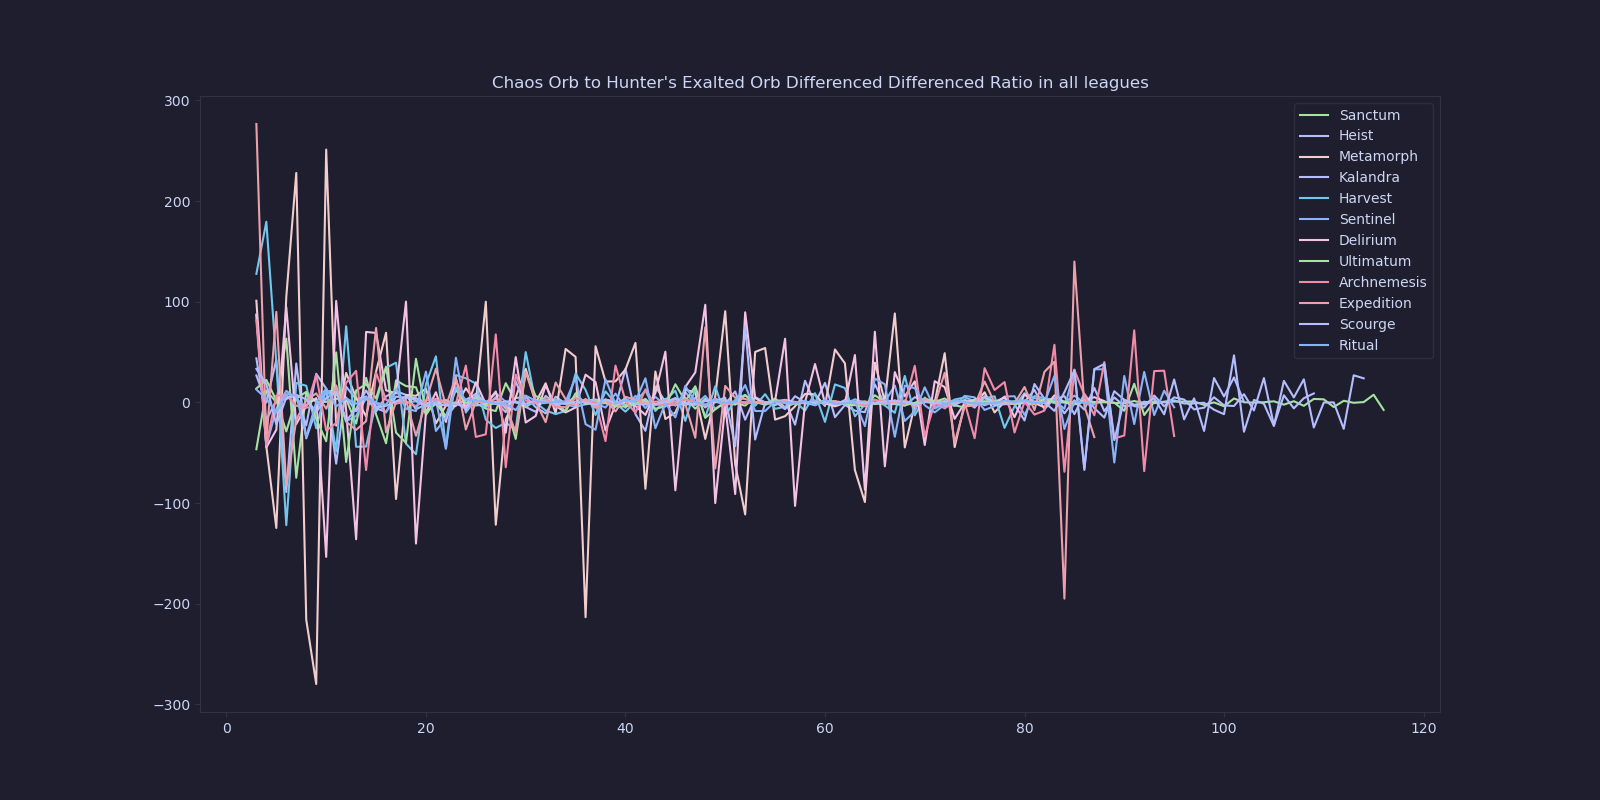 Chaos Orb to Hunter's Exalted Orb Differenced Differenced Ratio in all leagues
300
200
100
0
−100
−200
−300
0
20
40
60
80
100
120
Sanctum
Heist
Metamorph
Kalandra
Harvest
Sentinel
Delirium
Ultimatum
Archnemesis
Expedition
Scourge
Ritual